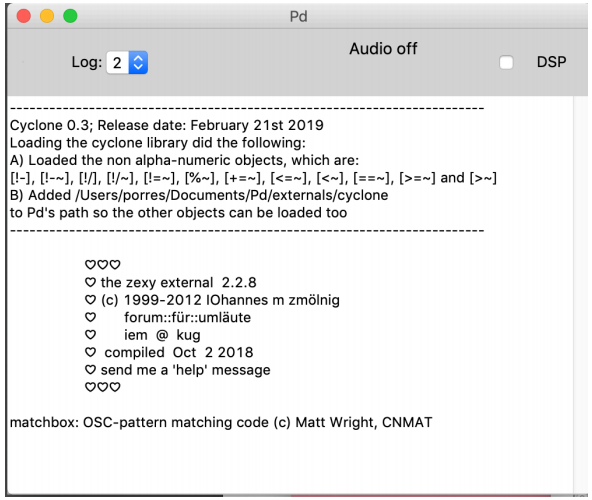 Pd
Log: 2
Audio off
DSP
------------------------------------------------------------------------
Cyclone 0.3; Release date: February 21st 2019
Loading the cyclone library did the following:
A) Loaded the non alpha-numeric objects, which are:
[!-], [!-~], [!/], [!/~], [!=~], [%~], [+=~], [<=~], [<~], [==~], [>=~] and [>~]
B) Added /Users/porres/Documents/Pd/externals/cyclone
to Pd's path so the other objects can be loaded too
------------------------------------------------------------------------
♡♡♡
♡ the zexy external 2.2.8
♡ (c) 1999-2012 IOhannes m zmölnig
♡ forum::für::umläute
♡ iem @ kug
♡ compiled Oct 2 2018
♡ send me a 'help' message
♡♡♡
matchbox: OSC-pattern matching code (c) Matt Wright, CNMAT